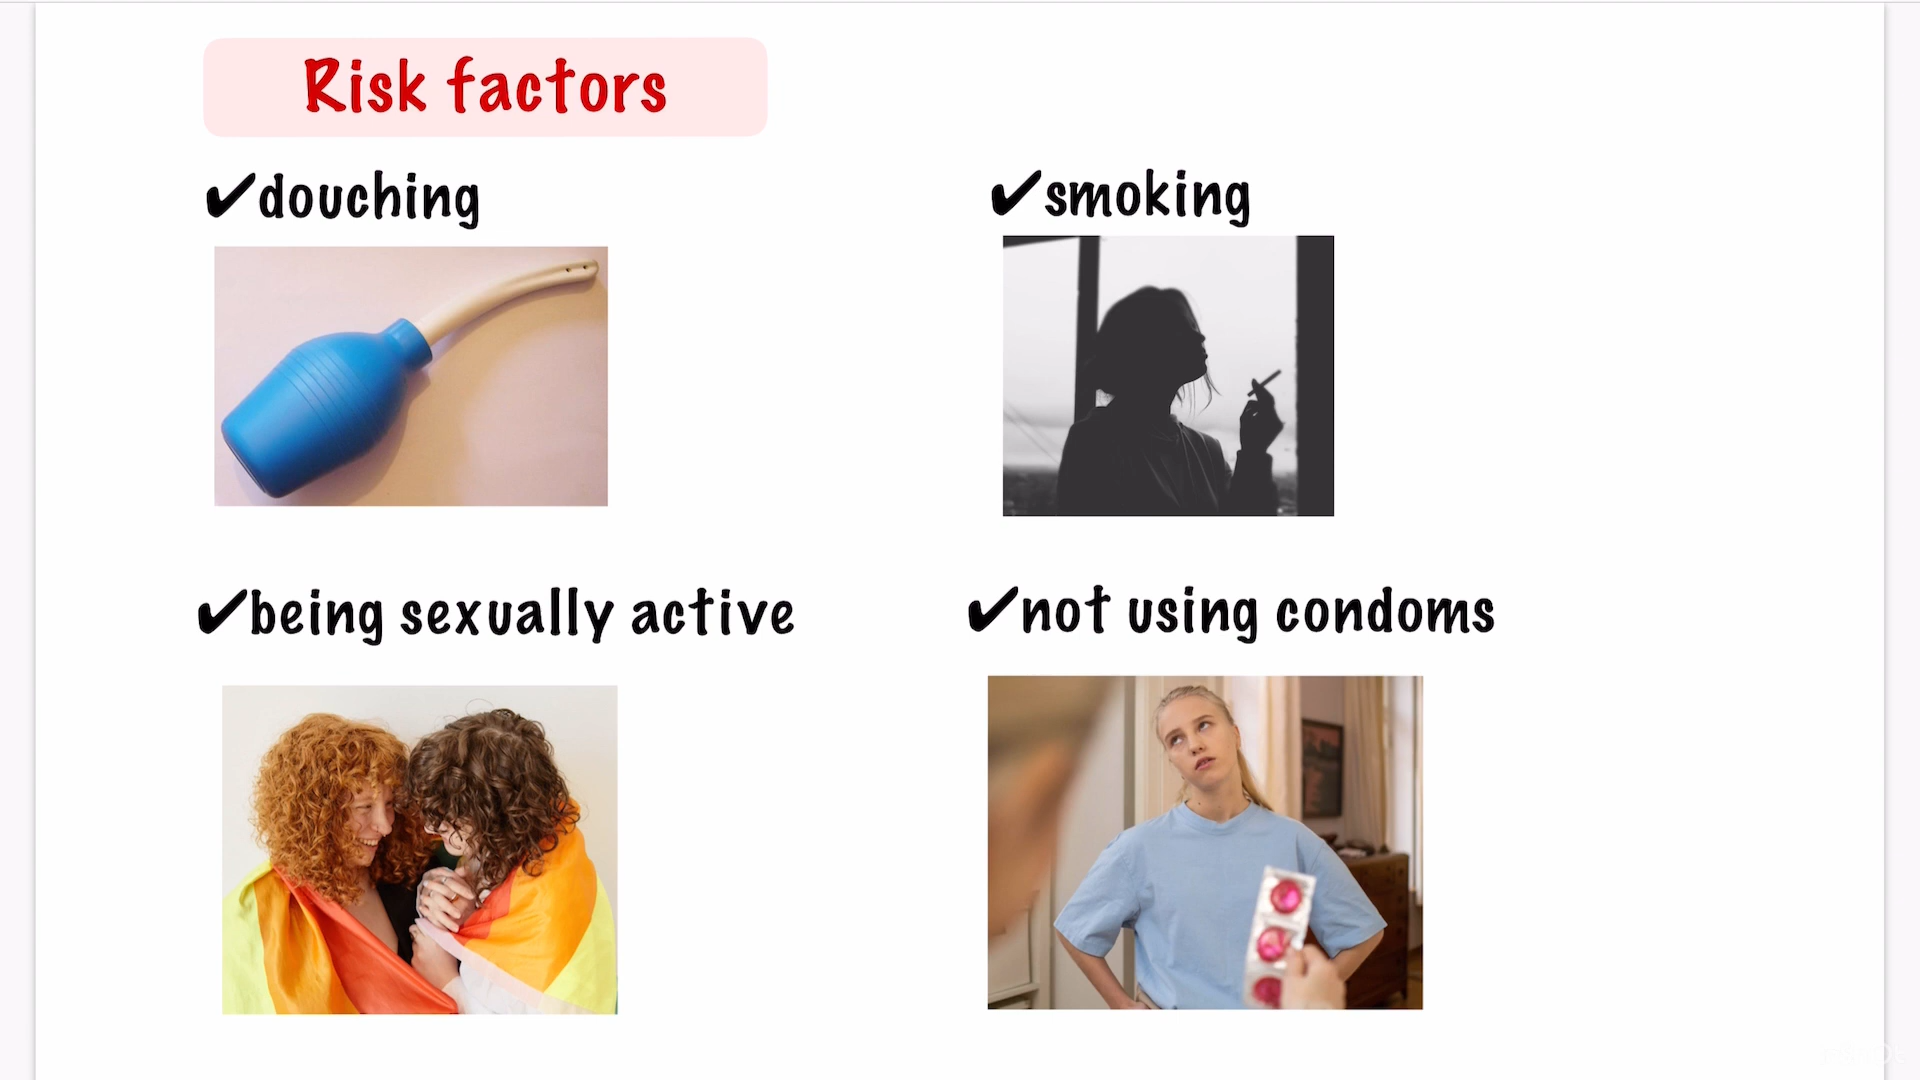 Risk factors
✔douching
✔smoking
✔being sexually active
✔not using condoms